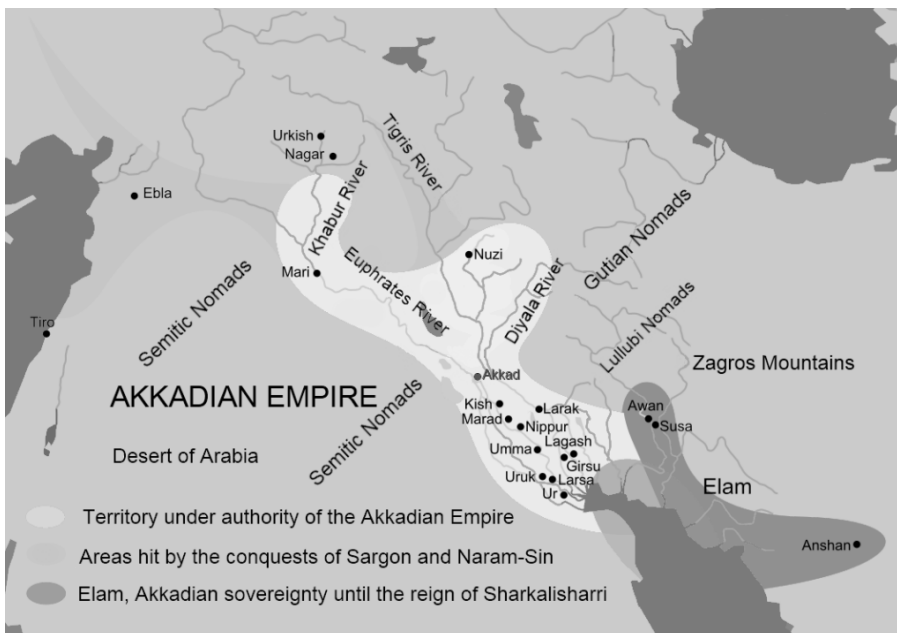 Urkish
Nagar
Tigris River
Ebla
Khabur River
Gutian Nomads
Nuzi
Mari
Euphrates River
Diyala River
Semitic Nomads
Tiro
Lullubi Nomads
Zagros Mountains
Akkad
AKKADIAN EMPIRE
Semitic Nomads
Kish
Larak
Awan
Marad
Nippur
Susa
Desert of Arabia
Umma
Lagash
Girsu
Uruk
Larsa
Elam
Ur
Territory under authority of the Akkadian Empire
Anshan
Areas hit by the conquests of Sargon and Naram-Sin
Elam, Akkadian sovereignty until the reign of Sharkalisharri